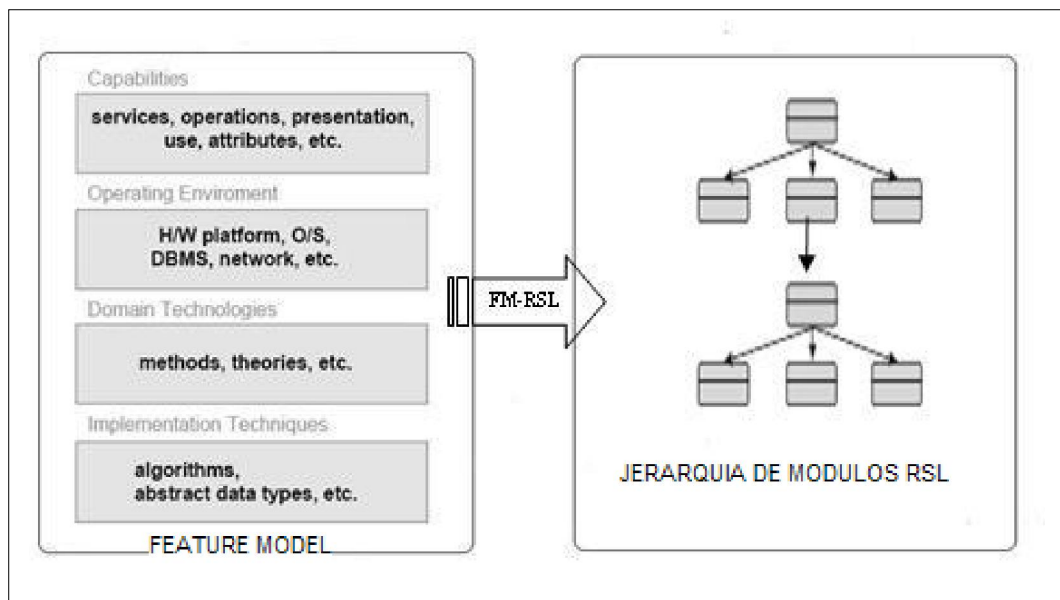 Capabilities
services, operations, presentation,
use, attributes, etc.
Operating Enviroment
H/W platform, O/S,
DBMS, network, etc.
Domain Technologies
methods, theories, etc.
Implementation Techniques
algorithms,
abstract data types, etc.
FEATURE MODEL
FM-RSL
JERARQUIA DE MODULOS RSL